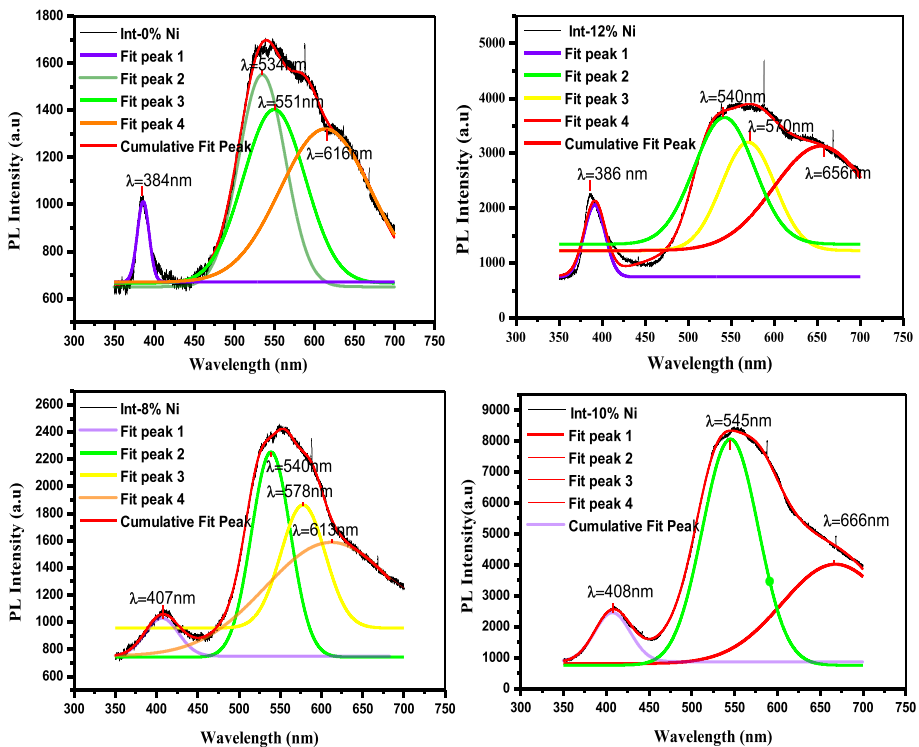 1800
1600
1400
1200
1000
800
600
PL Intensity (a.u)
Int-0% Ni
Fit peak 1
Fit peak 2
Fit peak 3
Fit peak 4
Cumulative Fit Peak
λ=384nm
λ=534nm
λ=551nm
λ=616nm
300 350 400 450 500 550 600 650 700 750
Wavelength (nm)
5000
4000
3000
2000
1000
0
PL Intensity (a.u)
Int-12% Ni
Fit peak 1
Fit peak 2
Fit peak 3
Fit peak 4
Cumulative Fit Peak
λ=386 nm
λ=540nm
λ=570nm
λ=656nm
300 350 400 450 500 550 600 650 700 750
Wavelength (nm)
2600
2400
2200
2000
1800
1600
1400
1200
1000
800
600
PL Intensity (a.u)
Int-8% Ni
Fit peak 1
Fit peak 2
Fit peak 3
Fit peak 4
Cumulative Fit Peak
λ=407nm
λ=540nm
λ=578nm
λ=613nm
300 350 400 450 500 550 600 650 700 750
Wavelength (nm)
9000
8000
7000
6000
5000
4000
3000
2000
1000
0
PL Intensity(a.u)
Int-10% Ni
Fit peak 1
Fit peak 2
Fit peak 3
Fit peak 4
Cumulative Fit Peak
λ=408nm
λ=545nm
λ=666nm
300 350 400 450 500 550 600 650 700 750
Wavelength (nm)